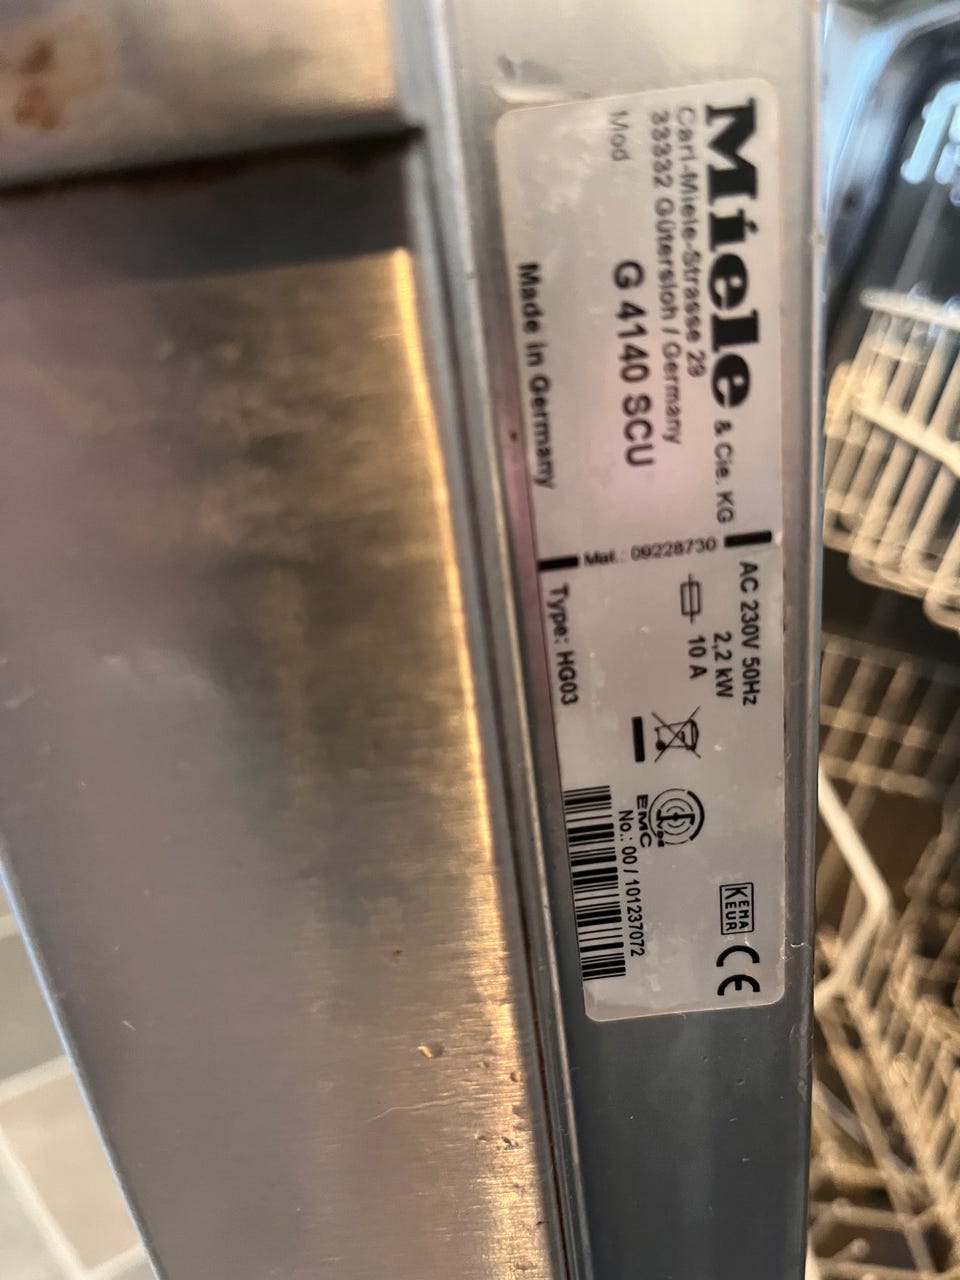 Miele & Cie. KG
Carl-Miele-Strasse 29
33332 Gütersloh / Germany
Mod
G 4140 SCU
Made in Germany
Mat.: 09228730
AC 230V 50Hz
2,2 kW
10 A
Type: HG03
EMC
No.: 00 / 101237072
KEMA
KEUR
CE